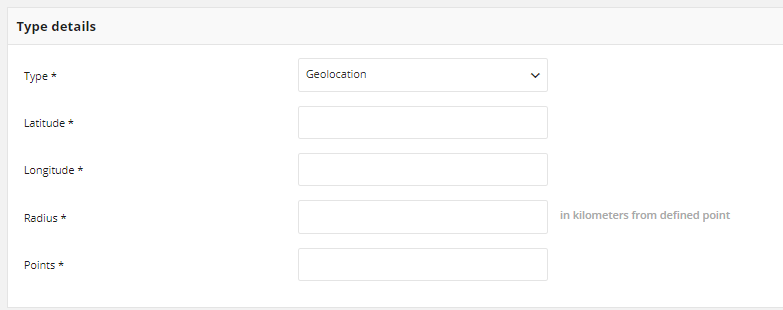 Type details
Type * Geolocation
Latitude *
Longitude *
Radius * in kilometers from defined point
Points *